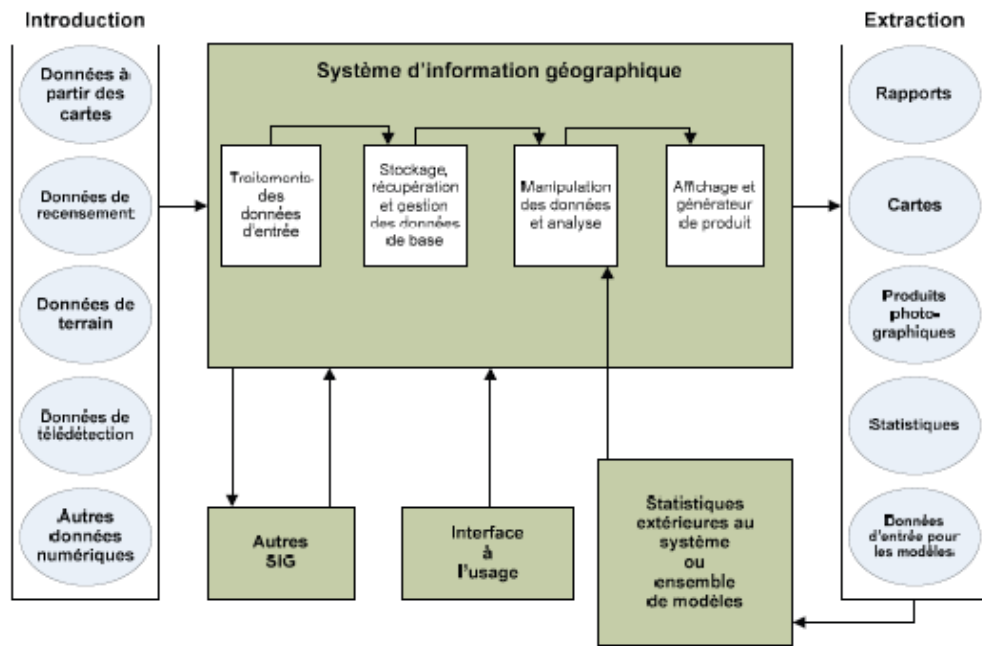 Introduction
Données à
partir des
cartes
Données de
recensement
Données de
terrain
Données de
télédétection
Autres
données
numériques
Système d'information géographique
Traitements
des
données
d'entrée
Stockage,
récupération
et gestion
des données
de base
Manipulation
des données
et analyse
Affichage et
générateur
de produit
Autres
SIG
Interface
à
l'usage
Statistiques
extérieures au
système
ou
ensemble
de modèles
Extraction
Rapports
Cartes
Produits
photo-
graphiques
Statistiques
Données
d'entrée pour
les modèles